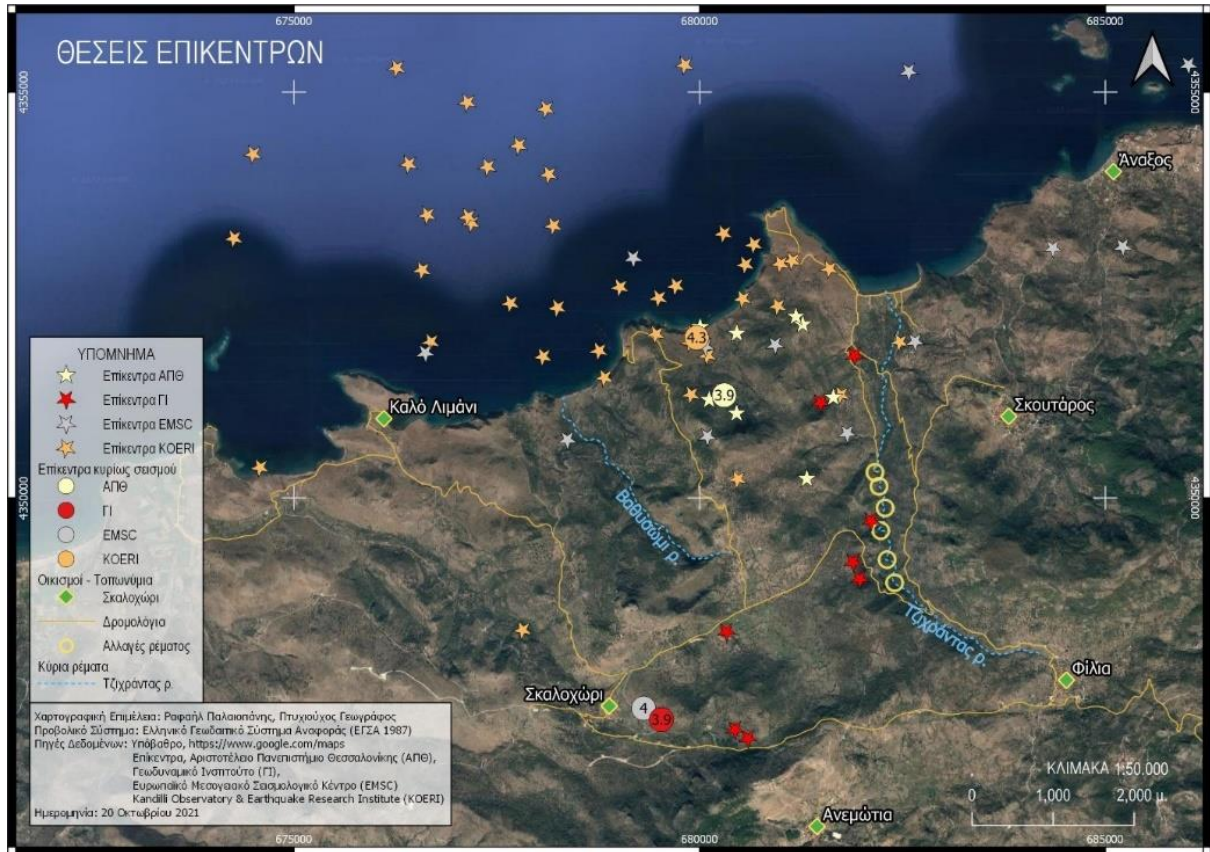 675000
680000
685000
ΘΕΣΕΙΣ ΕΠΙΚΕΝΤΡΩΝ
4355000
4355000
Άναξος
4.3
3.9
Καλό Λιμάνι
Σκουτάρος
ΥΠΟΜΝΗΜΑ
Επίκεντρα ΑΠΘ
Επίκεντρα ΓΙ
Επίκεντρα EMSC
Επίκεντρα KOERI
Επίκεντρα κυρίως σεισμού
ΑΠΘ
ΓΙ
EMSC
KOERI
Οικισμοί - Τοπωνύμια
Σκαλοχώρι
Δρομολόγια
Αλλαγές ρέματος
Κύρια ρέματα
Τζιχράντας ρ.
4350000
4350000
Βαθύσωμι ρ.
Τζιχράντας ρ.
Φίλια
Σκαλοχώρι
4
3.9
Χαρτογραφική Επιμέλεια: Ραφαήλ Παλαιοπάνης, Πτυχιούχος Γεωγράφος
Προβολικό Σύστημα: Ελληνικό Γεωδαιτικό Σύστημα Αναφοράς (ΕΓΣΑ 1987)
Πηγές Δεδομένων: Υπόβαθρο, https://www.google.com/maps
Επίκεντρα, Αριστοτέλειο Πανεπιστήμιο Θεσσαλονίκης (ΑΠΘ),
Γεωδυναμικό Ινστιτούτο (ΓΙ),
Ευρωπαϊκό Μεσογειακό Σεισμολογικό Κέντρο (EMSC)
Kandilli Observatory & Earthquake Research Institute (KOERI)
Ημερομηνία: 20 Οκτωβρίου 2021
ΚΛΙΜΑΚΑ 1:50.000
0 1,000 2,000 μ.
Ανεμώτια
675000
680000
685000